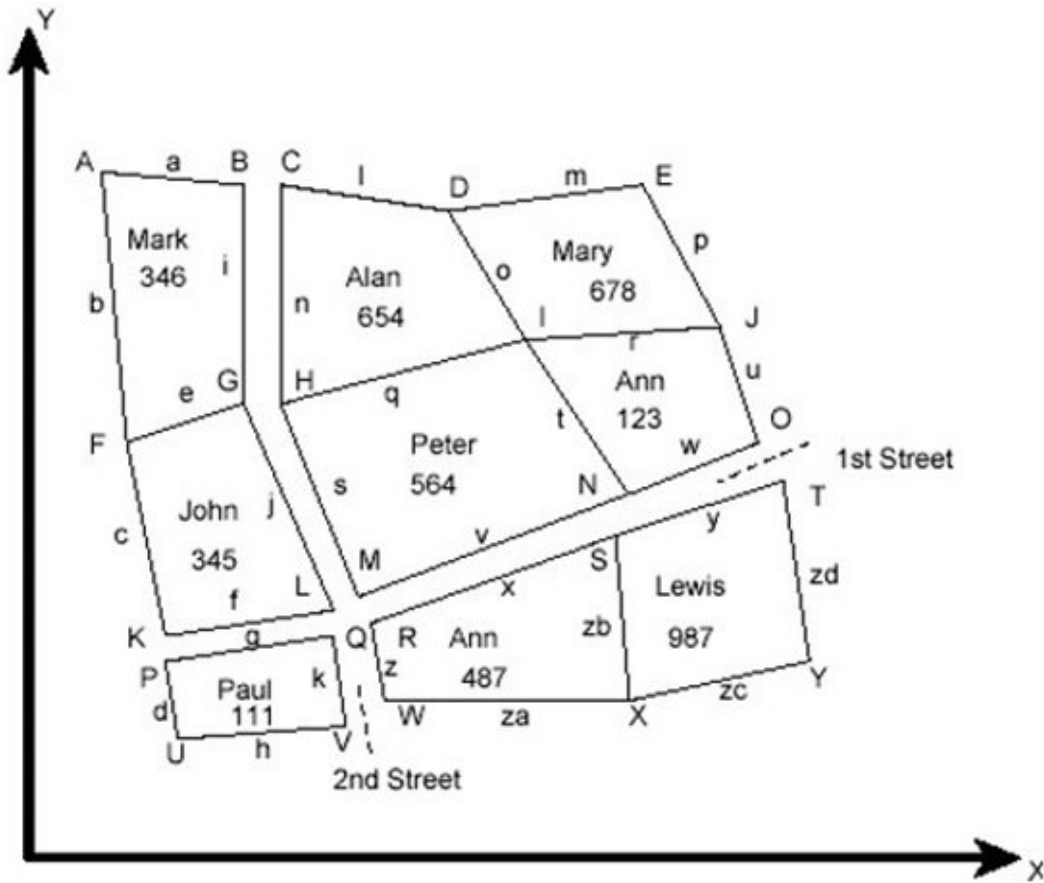 Y
A a B C l D m E
Mark
346
i
b
n
Alan
654
o
Mary
678
p
I
J
r
e G H q
F
Ann
123
u
t
w O
Peter
564
N
1st Street
s
j
John
345
c
v
T
y
M
S
x
Lewis
987
zd
f L
K g Q R
Ann
487
zb
z
P
Paul
111
k
d
W za X zc Y
U h V
2nd Street
X